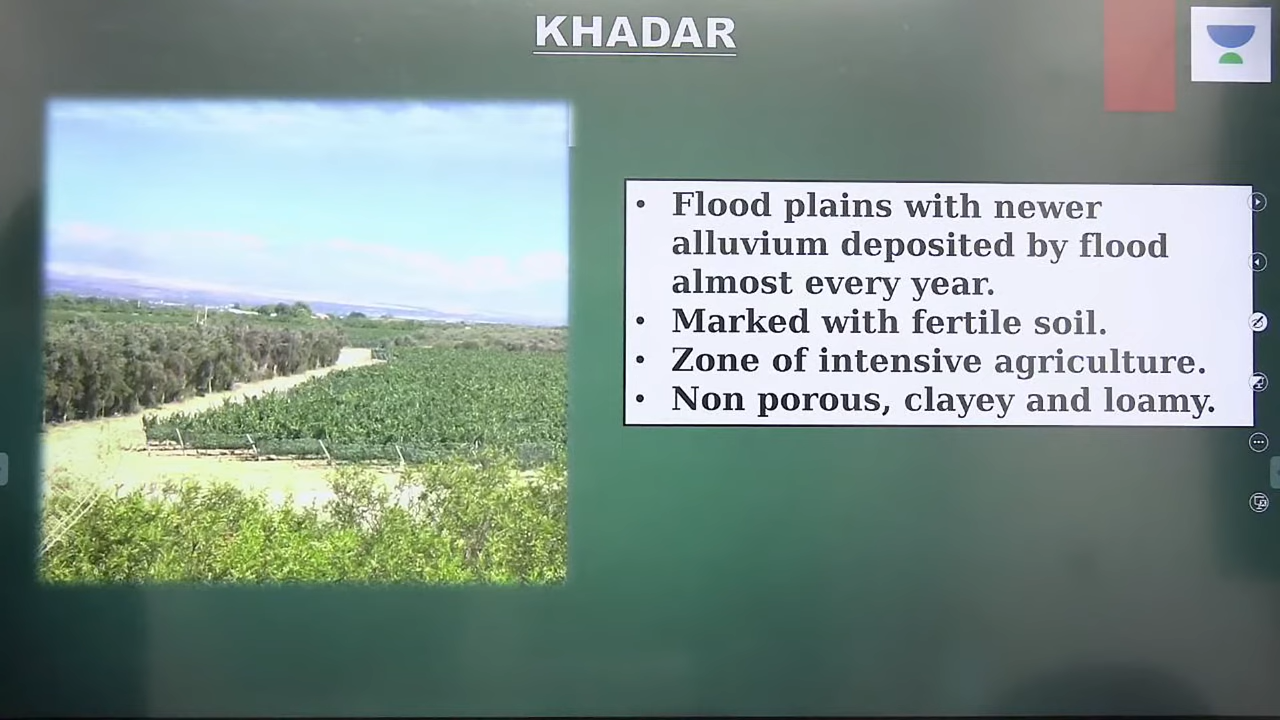 KHADAR
• Flood plains with newer
alluvium deposited by flood
almost every year.
• Marked with fertile soil.
• Zone of intensive agriculture.
• Non porous, clayey and loamy.